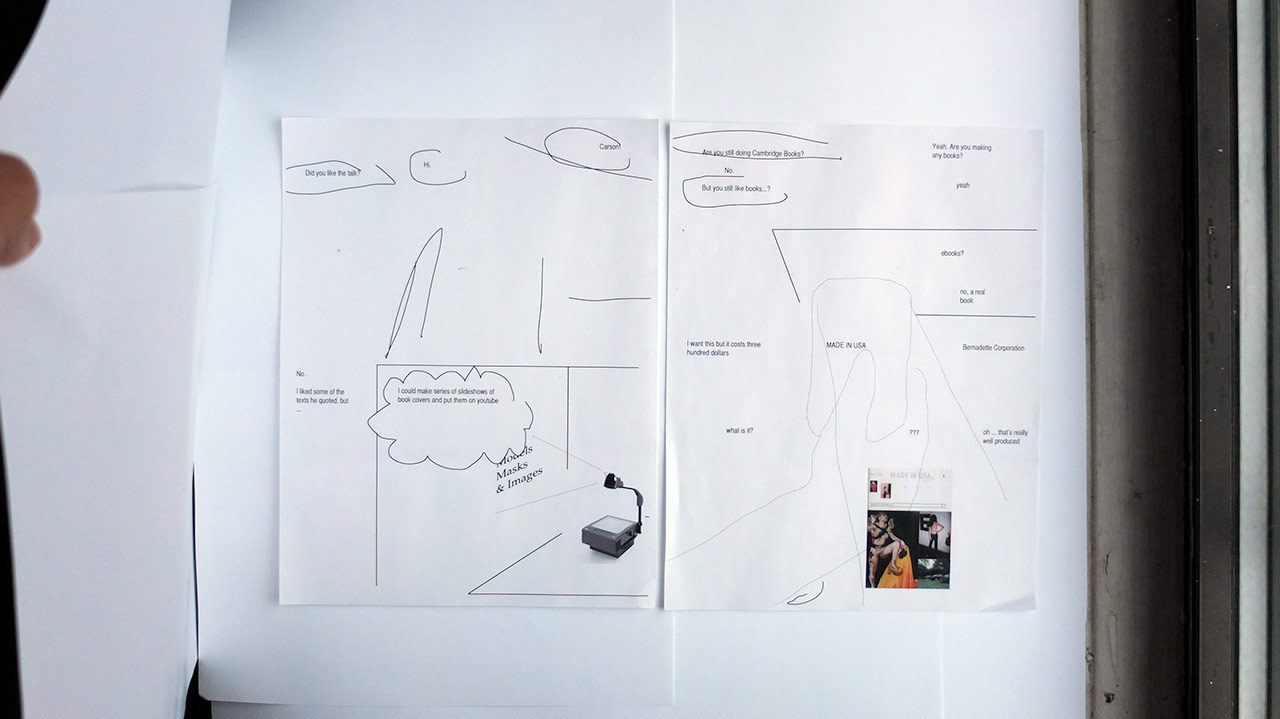 Carson!
Hi.
Did you like the talk?
No.
I liked some of the
texts he quoted. but
...
I could make series of slideshows of
book covers and put them on youtube
Models
Masks
& Images
Are you still doing Cambridge Books?
Yeah. Are you making
any books?
No.
But you still like books...?
yeah
ebooks?
no, a real
book
I want this but it costs three
hundred dollars
MADE IN USA
Bernadette Corporation
what is it?
???
oh ... that's really
well produced
MADE IN USA